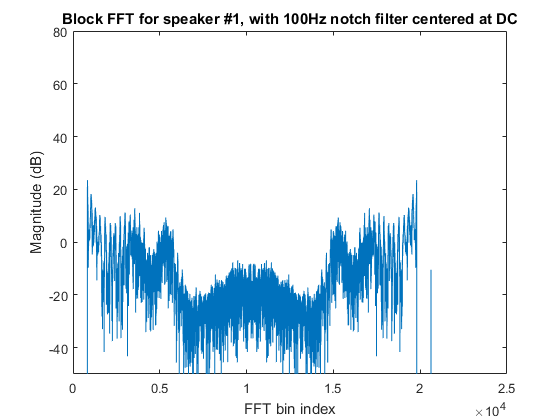 Block FFT for speaker #1, with 100Hz notch filter centered at DC
80
60
40
20
0
-20
-40
Magnitude (dB)
0 0.5 1 1.5 2 2.5
FFT bin index
×10^4